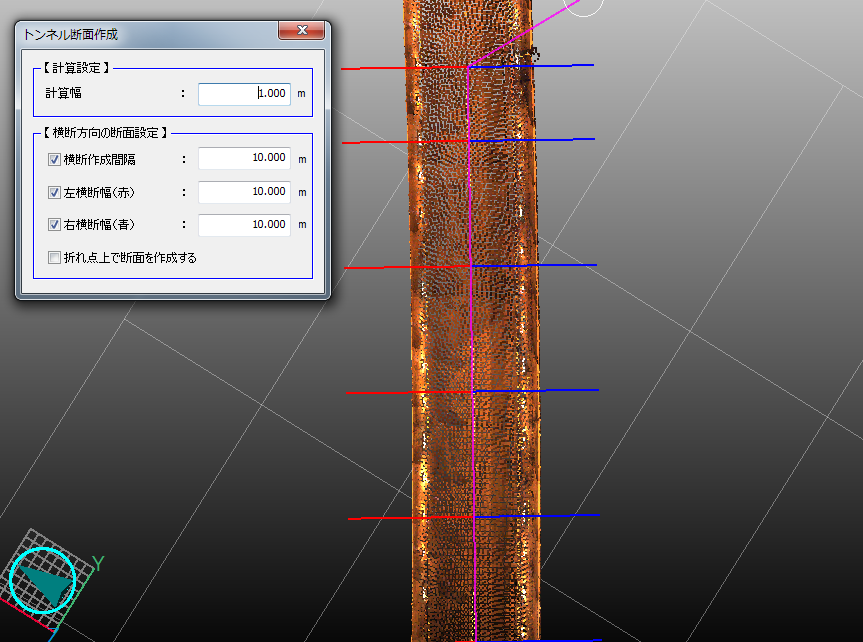 トンネル断面作成
【 計算設定 】
計算幅 : 1.000 m
【 横断方向の断面設定 】
横断作成間隔 : 10.000 m
左横断幅(赤) : 10.000 m
右横断幅(青) : 10.000 m
折れ点上で断面を作成する
Y